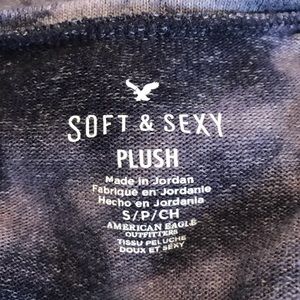 SOFT & SEXY
PLUSH
Made in Jordan
Fabriqué en Jordanie
Hecho en Jordania
S/P/CH
AMERICAN EAGLE
OUTFITTERS
TISSU PELUCHE
DOUX ET SEXY